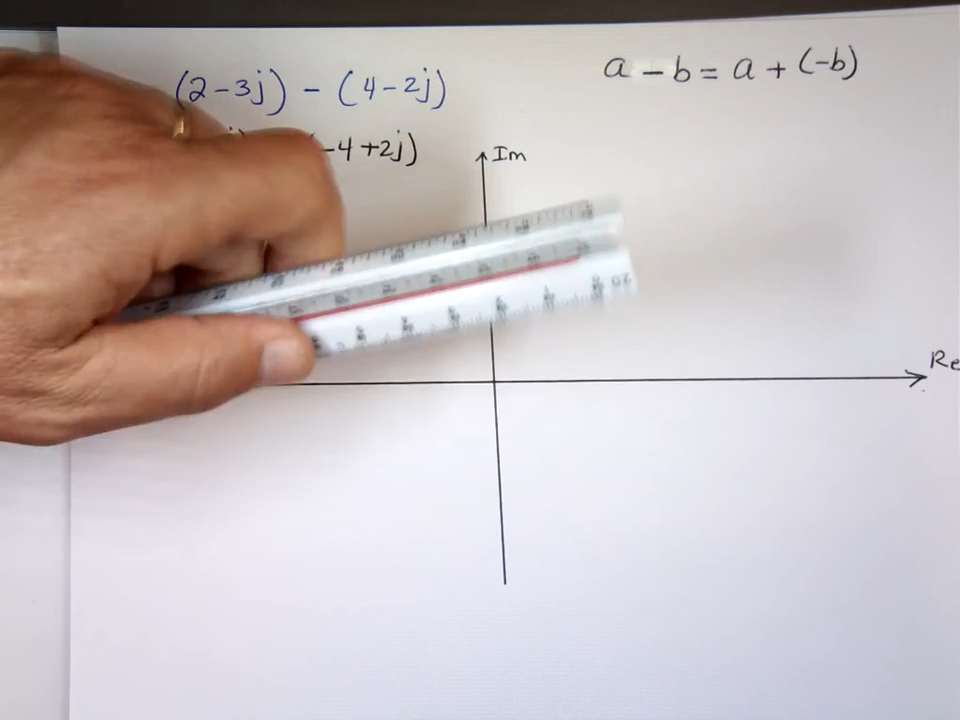 (2-3j) - (4-2j)
a - b = a + (-b)
-4+2j)
Im
Re